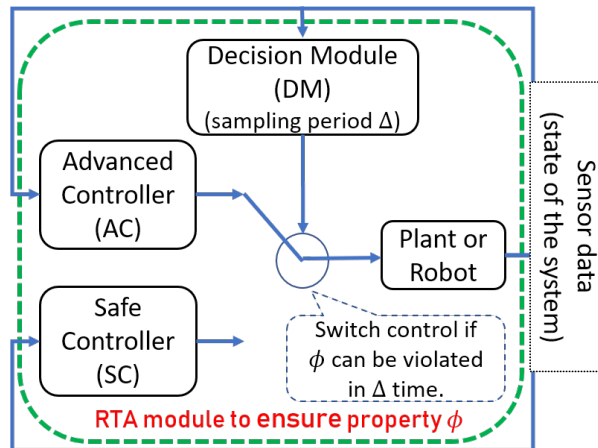 Decision Module
(DM)
(sampling period Δ)
Advanced
Controller
(AC)
Plant or
Robot
Sensor data
(state of the system)
Safe
Controller
(SC)
Switch control if
ϕ can be violated
in Δ time.
RTA module to ensure property ϕ